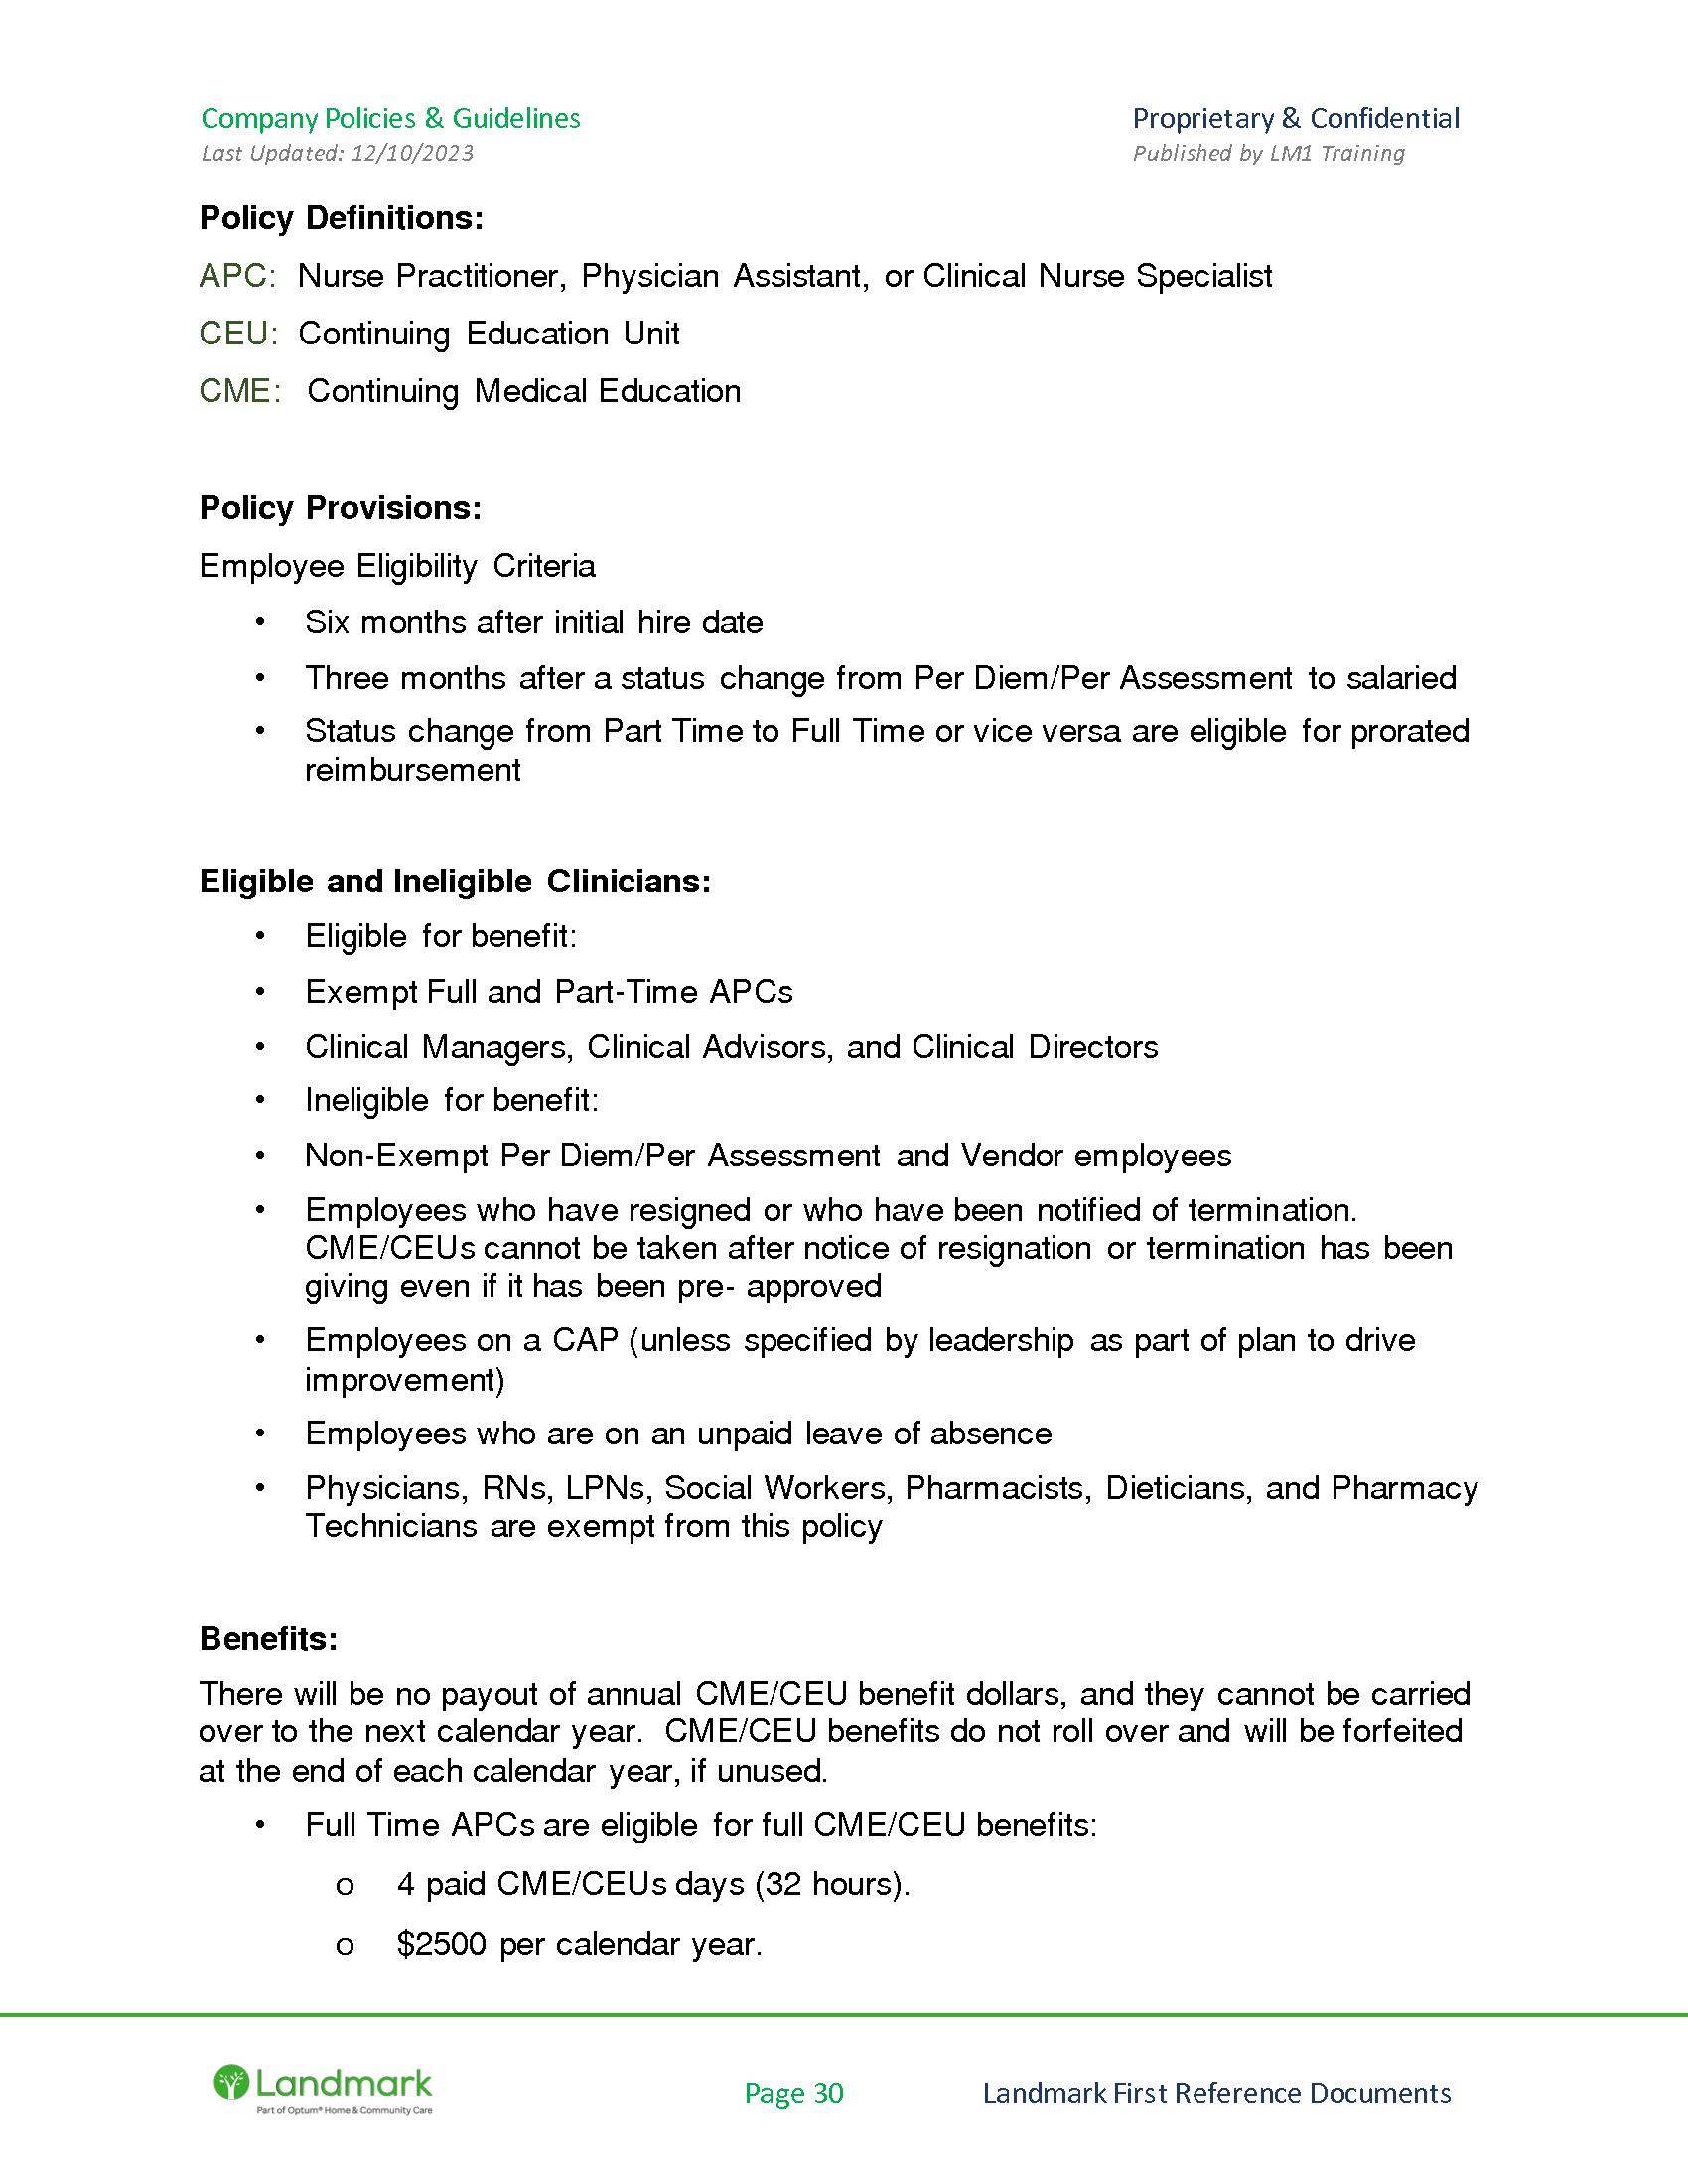 Company Policies & Guidelines
Proprietary & Confidential
Last Updated: 12/10/2023
Published by LM1 Training
Policy Definitions:
APC: Nurse Practitioner, Physician Assistant, or Clinical Nurse Specialist
CEU: Continuing Education Unit
CME: Continuing Medical Education
Policy Provisions:
Employee Eligibility Criteria
• Six months after initial hire date
• Three months after a status change from Per Diem/Per Assessment to salaried
• Status change from Part Time to Full Time or vice versa are eligible for prorated
reimbursement
Eligible and Ineligible Clinicians:
• Eligible for benefit:
• Exempt Full and Part-Time APCs
• Clinical Managers, Clinical Advisors, and Clinical Directors
• Ineligible for benefit:
• Non-Exempt Per Diem/Per Assessment and Vendor employees
• Employees who have resigned or who have been notified of termination.
CME/CEUs cannot be taken after notice of resignation or termination has been
giving even if it has been pre- approved
• Employees on a CAP (unless specified by leadership as part of plan to drive
improvement)
• Employees who are on an unpaid leave of absence
• Physicians, RNs, LPNs, Social Workers, Pharmacists, Dieticians, and Pharmacy
Technicians are exempt from this policy
Benefits:
There will be no payout of annual CME/CEU benefit dollars, and they cannot be carried
over to the next calendar year. CME/CEU benefits do not roll over and will be forfeited
at the end of each calendar year, if unused.
• Full Time APCs are eligible for full CME/CEU benefits:
o 4 paid CME/CEUs days (32 hours).
o $2500 per calendar year.
Landmark
Part of Optum® Home & Community Care
Page 30
Landmark First Reference Documents